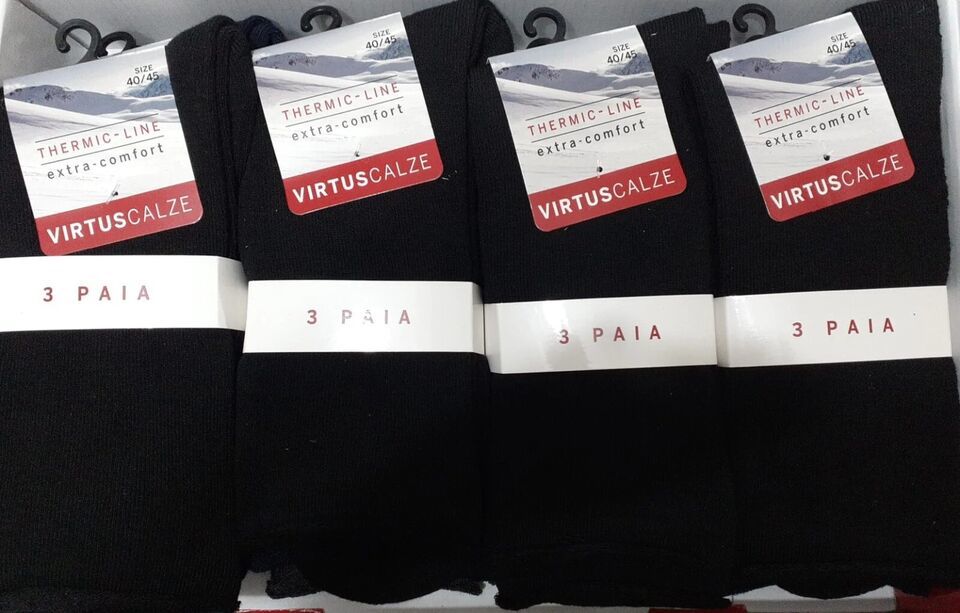 SIZE
40/45
THERMIC-LINE
extra-comfort
VIRTUSCALZE
3 PAIA
SIZE
40/45
THERMIC-LINE
extra-comfort
VIRTUSCALZE
3 PAIA
SIZE
40/45
THERMIC-LINE
extra-comfort
VIRTUSCALZE
3 PAIA
SIZE
40/45
THERMIC-LINE
extra-comfort
VIRTUSCALZE
3 PAIA